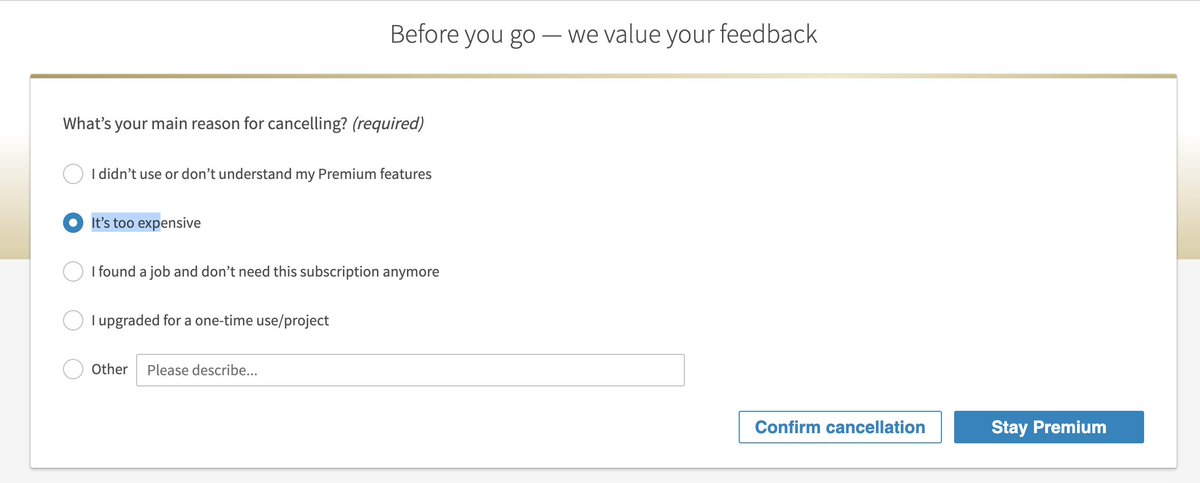 Before you go — we value your feedback
What's your main reason for cancelling? (required)
I didn't use or don't understand my Premium features
It's too expensive
I found a job and don't need this subscription anymore
I upgraded for a one-time use/project
Other Please describe...
Confirm cancellation Stay Premium